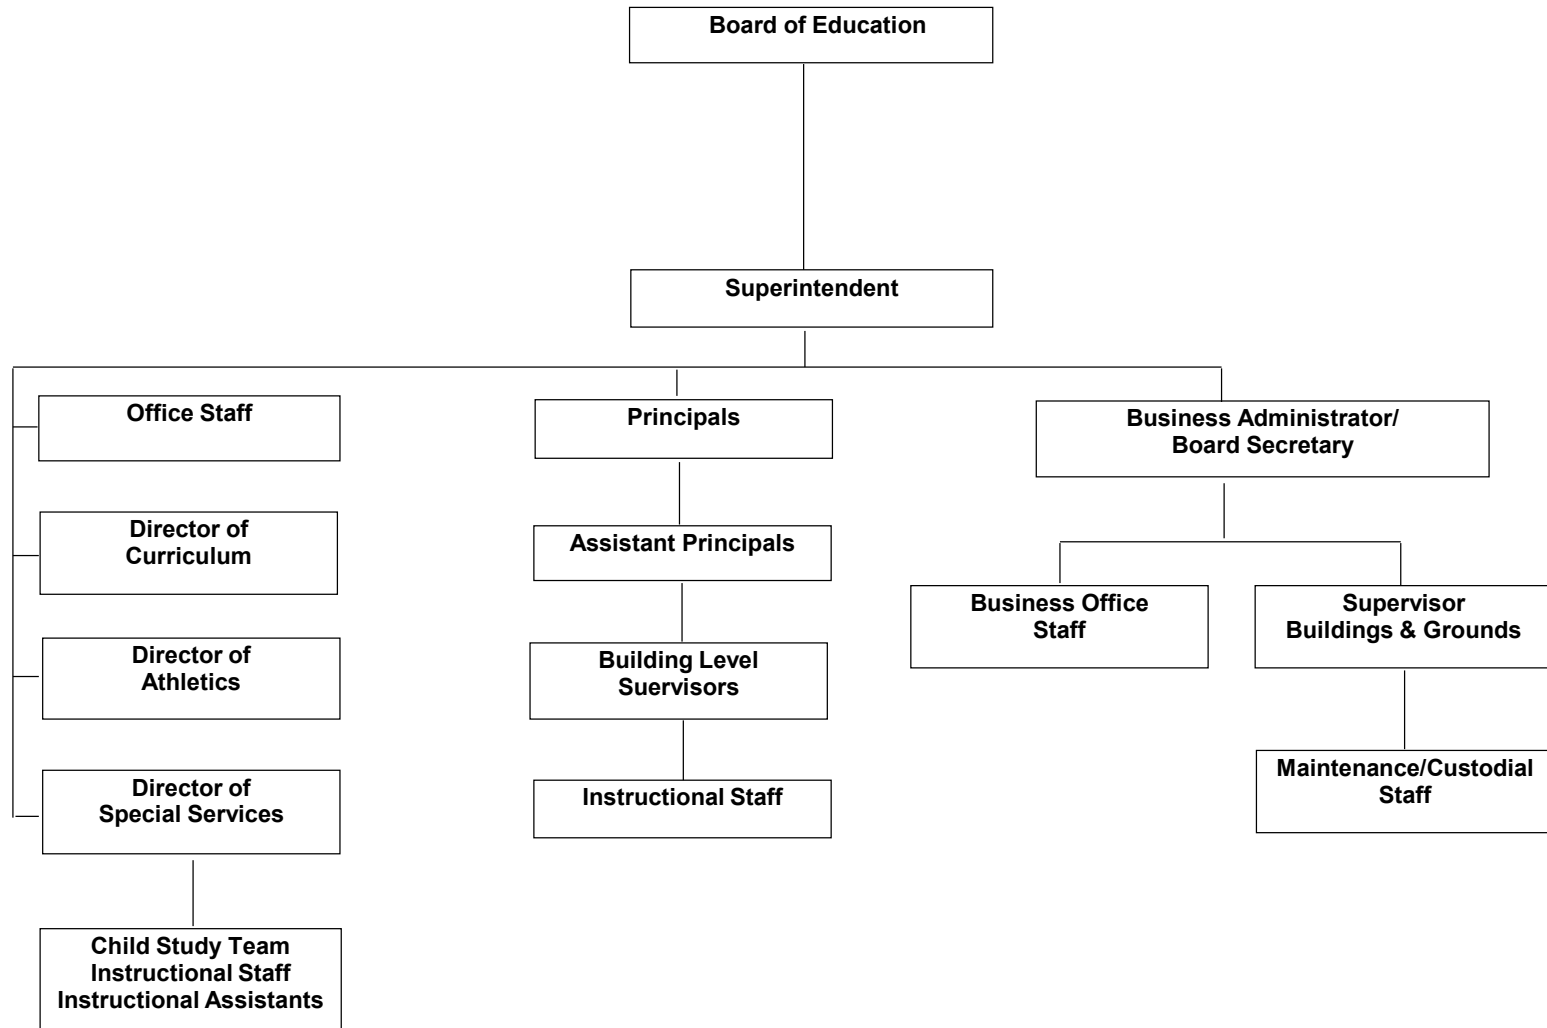 Board of Education
Superintendent
Office Staff
Principals
Business Administrator/
Board Secretary
Director of
Curriculum
Assistant Principals
Business Office
Staff
Supervisor
Buildings & Grounds
Director of
Athletics
Building Level
Suervisors
Director of
Special Services
Instructional Staff
Maintenance/Custodial
Staff
Child Study Team
Instructional Staff
Instructional Assistants